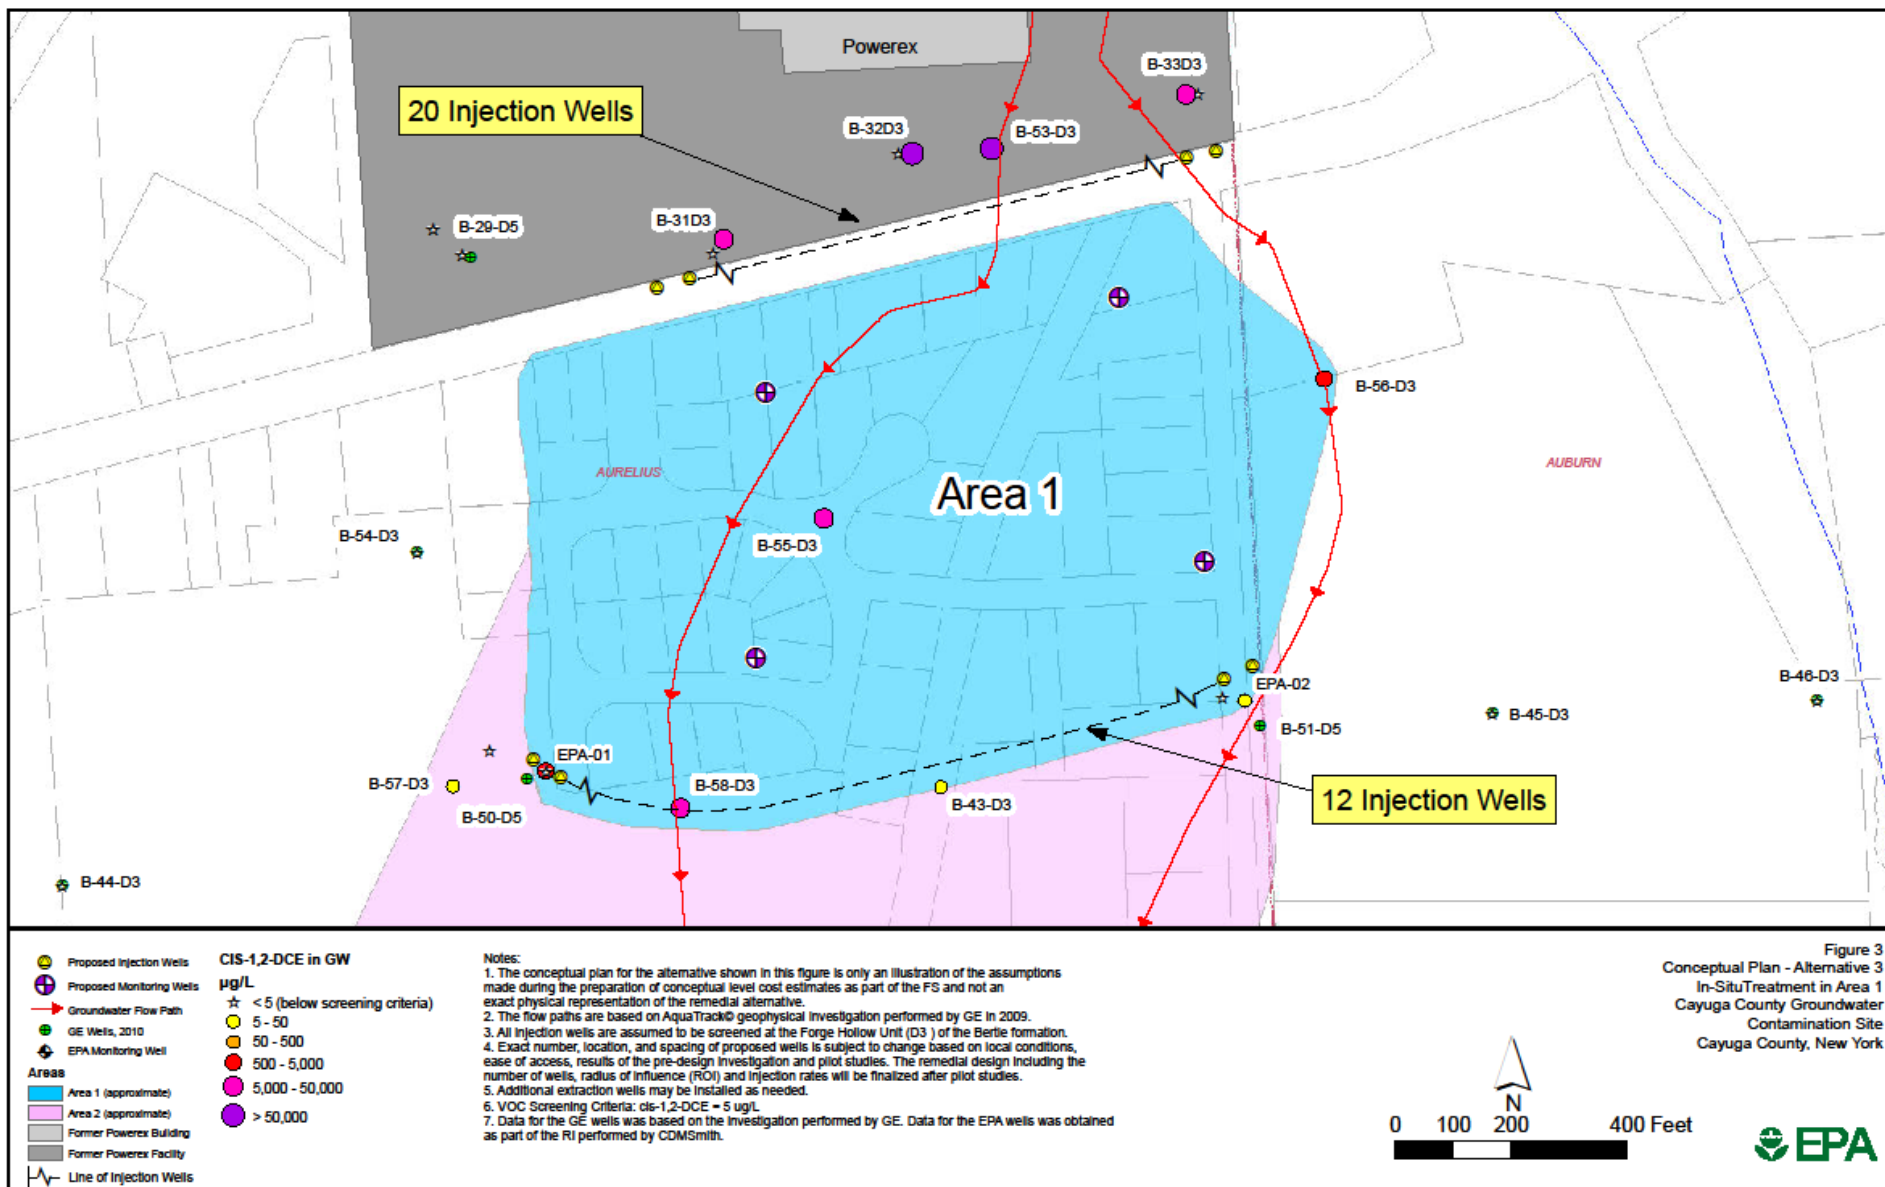 Powerex
B-33D3
20 Injection Wells
B-32D3
B-53-D3
B-29-D5
B-31D3
B-56-D3
AURELIUS
AUBURN
Area 1
B-54-D3
B-55-D3
EPA-02
B-46-D3
B-45-D3
B-51-D5
EPA-01
B-57-D3
B-58-D3
B-43-D3
12 Injection Wells
B-50-D5
B-44-D3
Proposed Injection Wells
Proposed Monitoring Wells
Groundwater Flow Path
GE Wells, 2010
EPA Monitoring Well
Areas
Area 1 (approximate)
Area 2 (approximate)
Former Powerex Building
Former Powerex Facility
Line of Injection Wells
CIS-1,2-DCE in GW
µg/L
< 5 (below screening criteria)
5 - 50
50 - 500
500 - 5,000
5,000 - 50,000
> 50,000
Notes:
1. The conceptual plan for the alternative shown in this figure is only an illustration of the assumptions
made during the preparation of conceptual level cost estimates as part of the FS and not an
exact physical representation of the remedial alternative.
2. The flow paths are based on AquaTrack© geophysical investigation performed by GE in 2009.
3. All injection wells are assumed to be screened at the Forge Hollow Unit (D3 ) of the Bertie formation.
4. Exact number, location, and spacing of proposed wells is subject to change based on local conditions,
ease of access, results of the pre-design investigation and pilot studies. The remedial design including the
number of wells, radius of influence (ROI) and injection rates will be finalized after pilot studies.
5. Additional extraction wells may be installed as needed.
6. VOC Screening Criteria: cis-1,2-DCE = 5 ug/L
7. Data for the GE wells was based on the investigation performed by GE. Data for the EPA wells was obtained
as part of the RI performed by CDMSmith.
Figure 3
Conceptual Plan - Alternative 3
In-SituTreatment in Area 1
Cayuga County Groundwater
Contamination Site
Cayuga County, New York
N
0 100 200 400 Feet
EPA